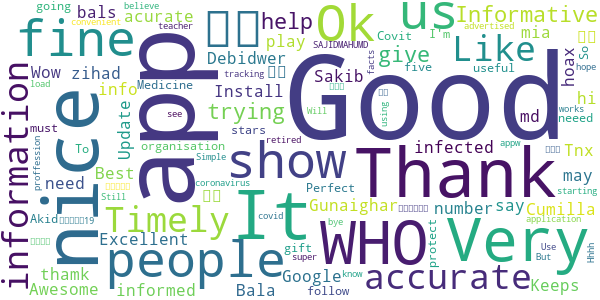 going
convenient
teacher
I'm
advertised
believe
bals
us
Informative
acurate
fine
app
Ok
help
SAJIDMAHUMD
Covit
mia
play
give
hi
Wow
zihad
Debidwer
tracking
five
So
hope
load
info
Medicine
Sakib
Like
hoax
facts
useful
nice
Install
Good
md
neeed
information
must
Update
see
trying
stars
Will
using
appw
works
To
organisation
retired
proffession
need
Best
Simple
show
infected
Tnx
Still
coronavirus
Perfect
Thank
may
starting
Akid
19
Timely
It
Gunaighar
number
say
Cumilla
Excellent
covid
gift
WHO
bye
protect
Very
application
people
super
Google
know
accurate
Use
But
Hhhh
thamk
Awesome
informed
Bala
follow
Keeps